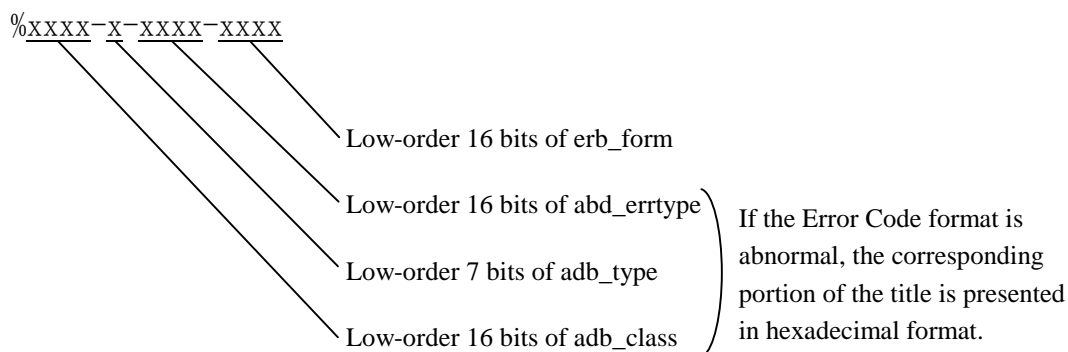 %xxxx-x-xxxx-xxxx
Low-order 16 bits of erb_form
Low-order 16 bits of abd_errtype
Low-order 7 bits of adb_type
Low-order 16 bits of adb_class
If the Error Code format is
abnormal, the corresponding
portion of the title is presented
in hexadecimal format.